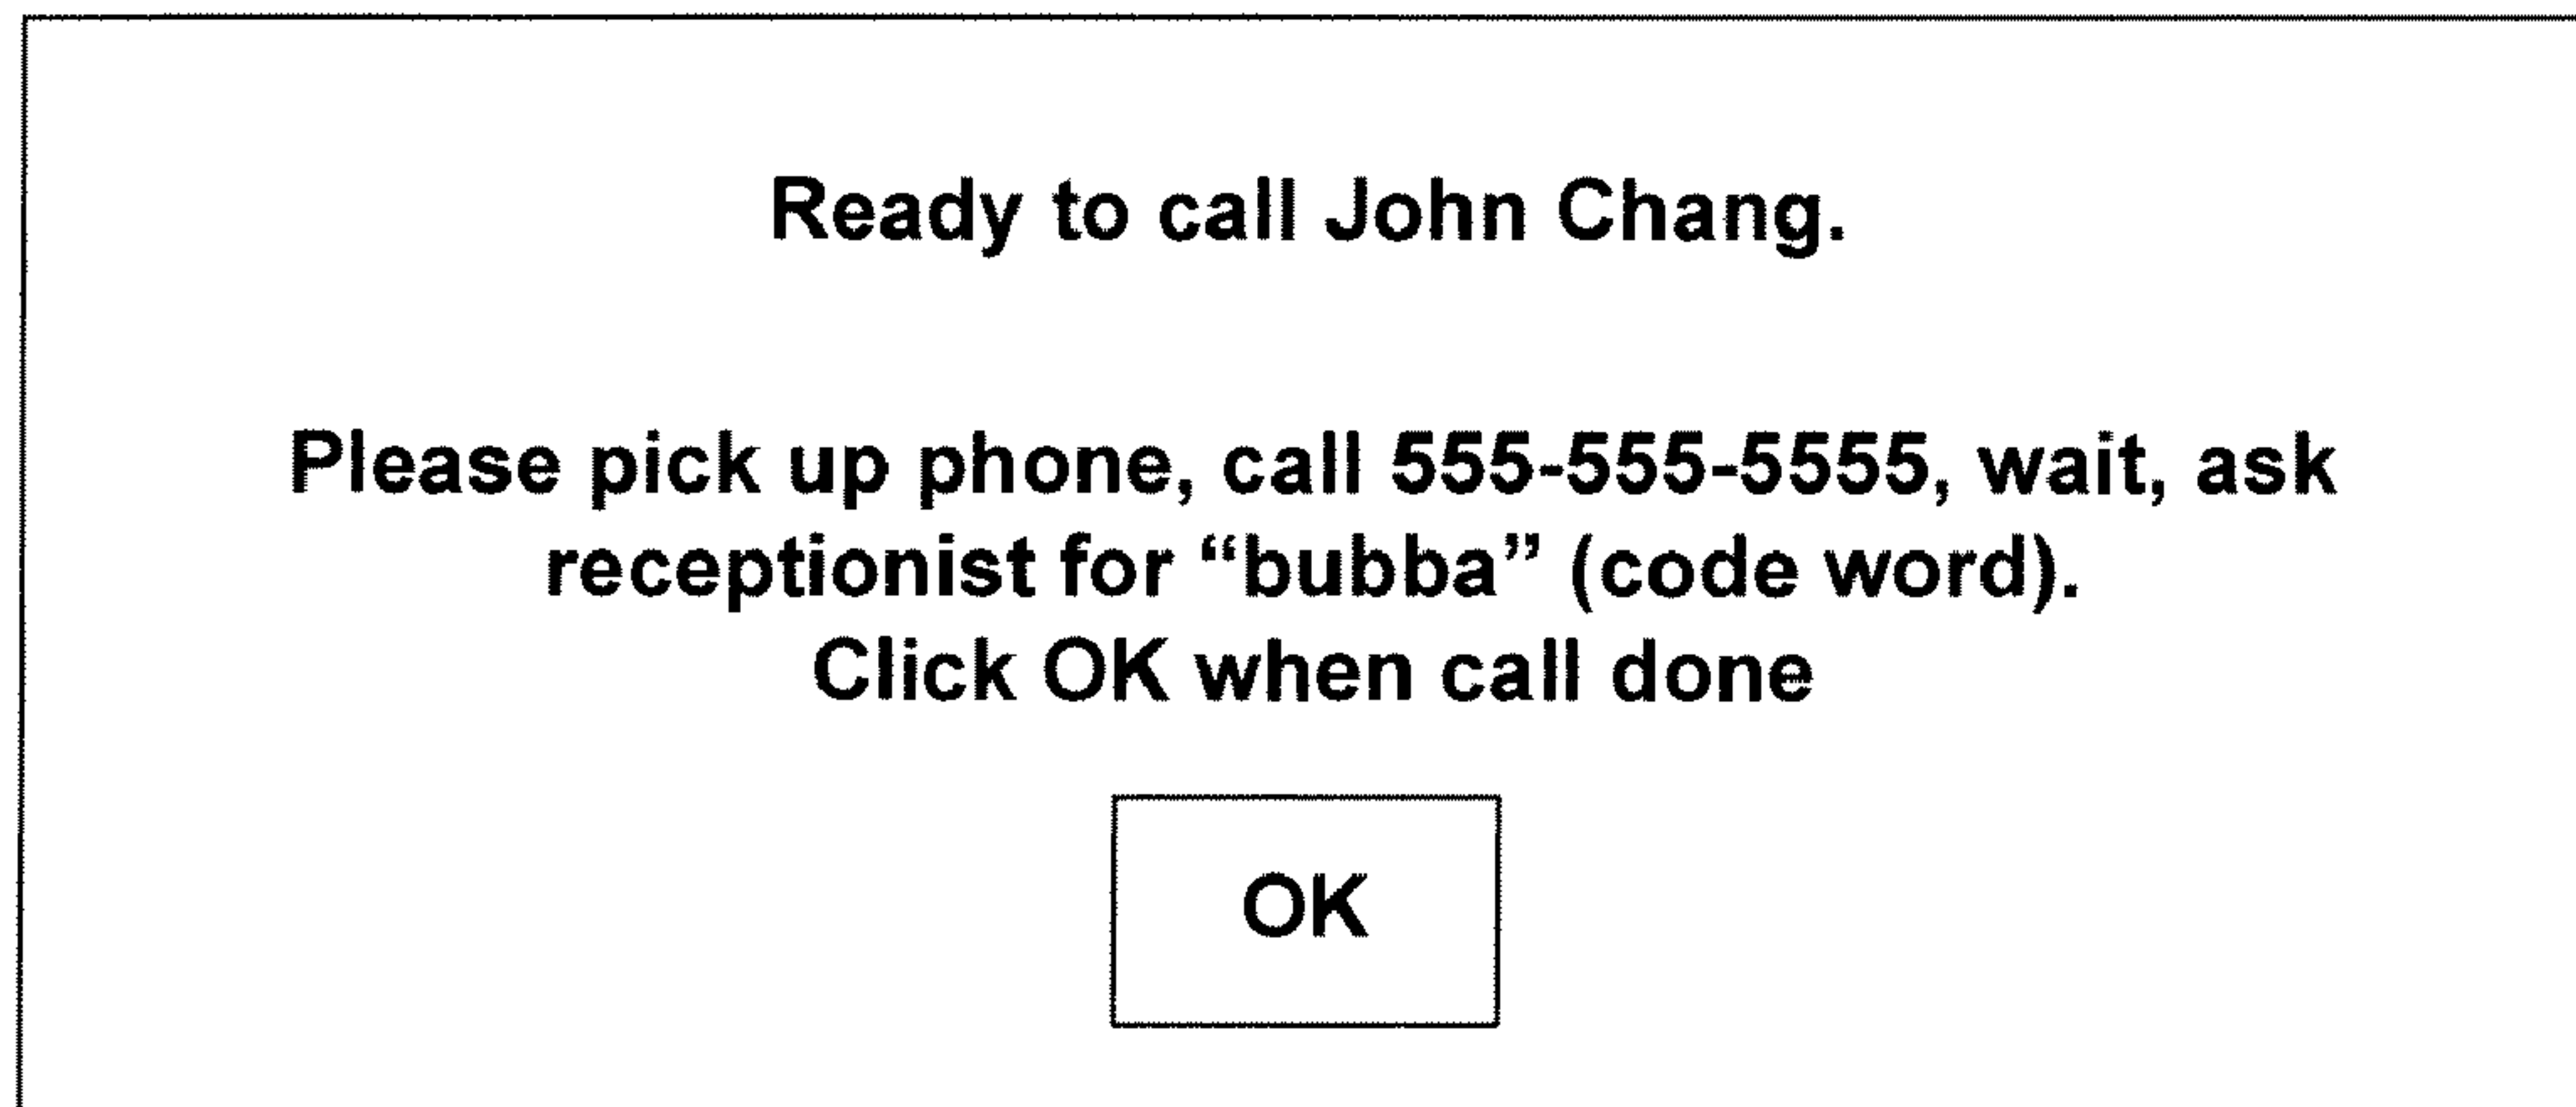 Ready to call John Chang.
Please pick up phone, call 555-555-5555, wait, ask
receptionist for “bubba” (code word).
Click OK when call done
OK